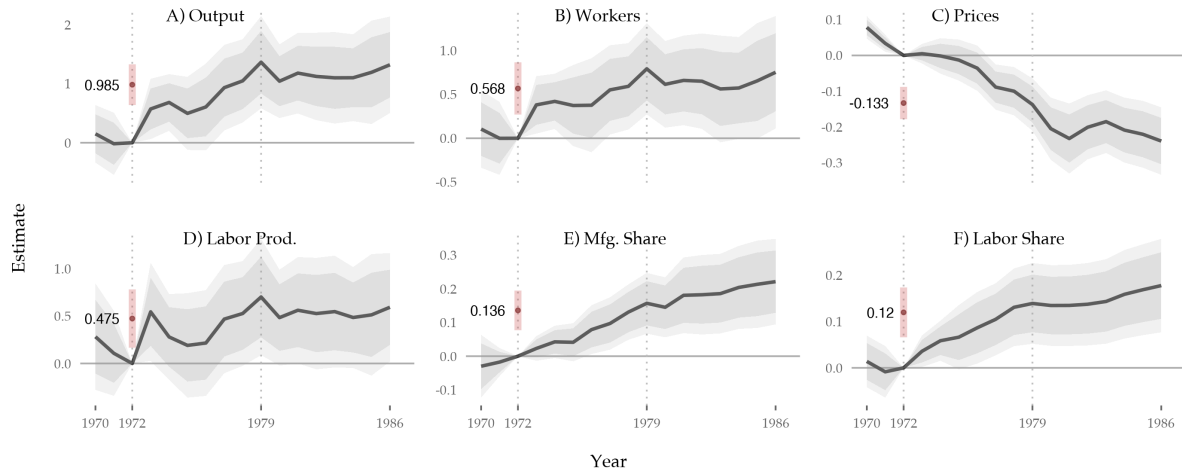 A) Output
B) Workers
C) Prices
2
1
0
0.985
1.0
0.5
0.0
-0.5
0.568
0.1
0.0
-0.1
-0.2
-0.3
-0.133
Estimate
D) Labor Prod.
E) Mfg. Share
F) Labor Share
1.0
0.5
0.0
0.475
0.3
0.2
0.1
0.0
-0.1
0.136
0.2
0.1
0.0
0.12
1970 1972 1979 1986
1970 1972 1979 1986
1970 1972 1979 1986
Year